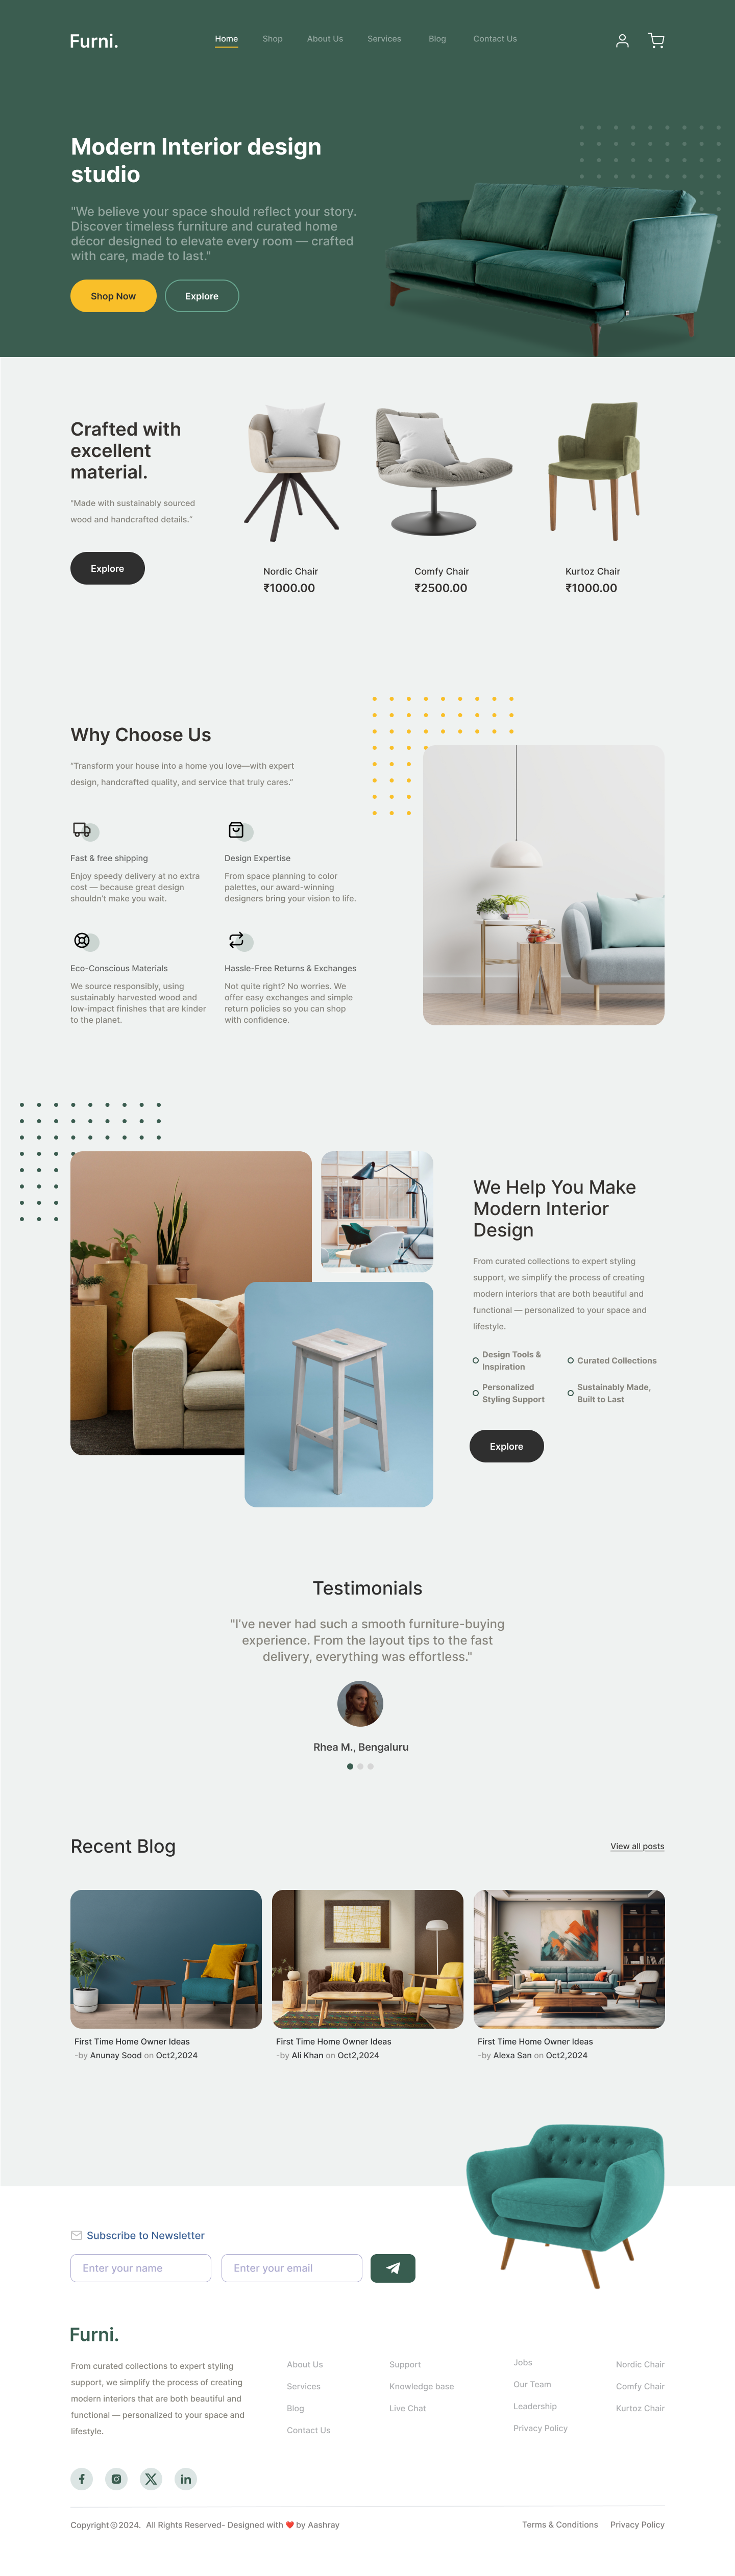 Furni.
Home
Shop
About Us
Services
Blog
Contact Us
Modern Interior design
studio
"We believe your space should reflect your story.
Discover timeless furniture and curated home
décor designed to elevate every room — crafted
with care, made to last."
Shop Now
Explore
Crafted with
excellent
material.
"Made with sustainably sourced
wood and handcrafted details."
Explore
Nordic Chair
₹1000.00
Comfy Chair
₹2500.00
Kurtoz Chair
₹1000.00
Why Choose Us
"Transform your house into a home you love—with expert
design, handcrafted quality, and service that truly cares."
Fast & free shipping
Enjoy speedy delivery at no extra
cost — because great design
shouldn't make you wait.
Design Expertise
From space planning to color
palettes, our award-winning
designers bring your vision to life.
Eco-Conscious Materials
We source responsibly, using
sustainably harvested wood and
low-impact finishes that are kinder
to the planet.
Hassle-Free Returns & Exchanges
Not quite right? No worries. We
offer easy exchanges and simple
return policies so you can shop
with confidence.
We Help You Make
Modern Interior
Design
From curated collections to expert styling
support, we simplify the process of creating
modern interiors that are both beautiful and
functional — personalized to your space and
lifestyle.
Design Tools &
Inspiration
Curated Collections
Personalized
Styling Support
Sustainably Made,
Built to Last
Explore
Testimonials
"I've never had such a smooth furniture-buying
experience. From the layout tips to the fast
delivery, everything was effortless."
Rhea M., Bengaluru
Recent Blog
View all posts
First Time Home Owner Ideas
-by Anunay Sood on Oct2,2024
First Time Home Owner Ideas
-by Ali Khan on Oct2,2024
First Time Home Owner Ideas
-by Alexa San on Oct2,2024
Subscribe to Newsletter
Enter your name
Enter your email
Furni.
From curated collections to expert styling
support, we simplify the process of creating
modern interiors that are both beautiful and
functional — personalized to your space and
lifestyle.
About Us
Services
Blog
Contact Us
Support
Knowledge base
Live Chat
Jobs
Our Team
Leadership
Privacy Policy
Nordic Chair
Comfy Chair
Kurtoz Chair
Copyright©2024. All Rights Reserved- Designed with ❤️ by Aashray
Terms & Conditions
Privacy Policy